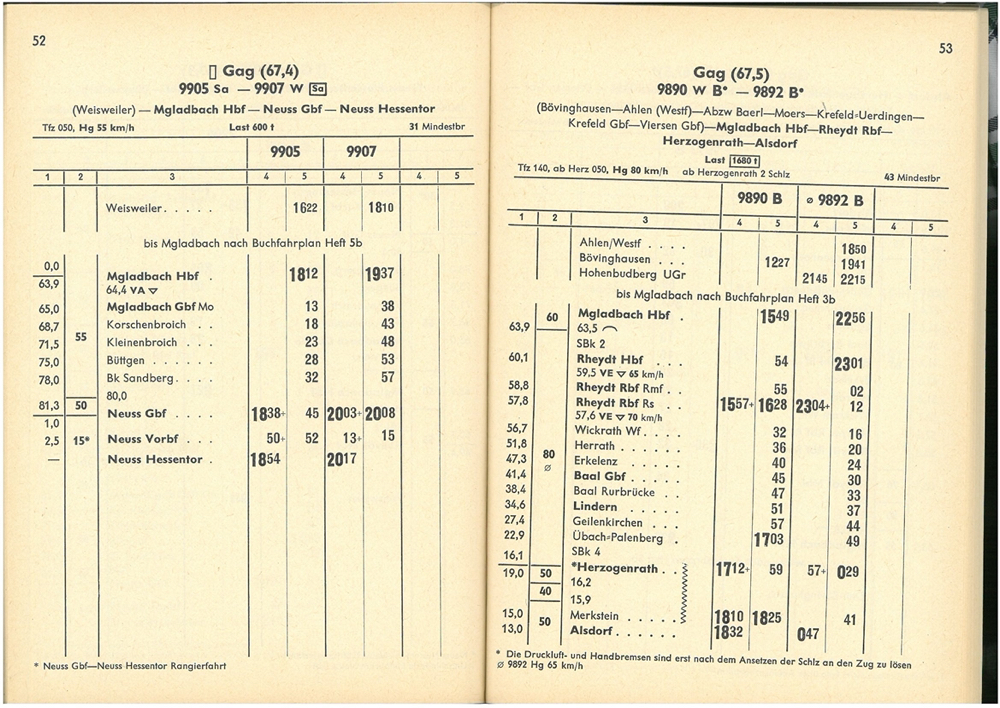 52
▯ Gag (67,4)
9905 Sa — 9907 W Sa
(Weisweiler) — Mgladbach Hbf — Neuss Gbf — Neuss Hessentor
Tfz 050, Hg 55 km/h Last 600 t 31 Mindestbr
9905 9907
1 2 3 4 5 4 5 4 5
Weisweiler . . . . . 1622 1810
bis Mgladbach nach Buchfahrplan Heft 5b
0,0
63,9 Mgladbach Hbf . 1812 1937
64,4 VA ▽
65,0 Mgladbach Gbf Mo 13 38
68,7 Korschenbroich . . 18 43
71,5 55 Kleinenbroich . . . 23 48
75,0 Büttgen . . . . . . 28 53
78,0 Bk Sandberg . . . . 32 57
80,0
81,3 50 Neuss Gbf . . . . 1838+ 45 2003+ 2008
1,0
2,5 15* Neuss Vorbf . . . 50+ 52 13+ 15
— Neuss Hessentor . 1854 2017
* Neuss Gbf—Neuss Hessentor Rangierfahrt
53
Gag (67,5)
9890 W B• — 9892 B•
(Bövinghausen—Ahlen (Westf)—Abzw Baerl—Moers—Krefeld=Uerdingen—
Krefeld Gbf—Viersen Gbf)—Mgladbach Hbf—Rheydt Rbf—
Herzogenrath—Alsdorf
Last 1680 t
Tfz 140, ab Herz 050, Hg 80 km/h ab Herzogenrath 2 Schlz 43 Mindestbr
9890 B ⌀ 9892 B
1 2 3 4 5 4 5 4 5
Ahlen/Westf . . . . 1850
Bövinghausen . . . 1227 1941
Hohenbudberg UGr 2145 2215
bis Mgladbach nach Buchfahrplan Heft 3b
60 Mgladbach Hbf . 1549 2256
63,9 63,5 ⌒
SBk 2
60,1 Rheydt Hbf . . . 54 2301
59,5 VE ▽ 65 km/h
58,8 Rheydt Rbf Rmf . . 55 02
57,8 Rheydt Rbf Rs . . 1557+ 1628 2304+ 12
57,6 VE ▽ 70 km/h
56,7 Wickrath Wf . . . . 32 16
51,8 Herrath . . . . . . 36 20
47,3 80 Erkelenz . . . . . 40 24
41,4 ⌀ Baal Gbf . . . . . 45 30
38,4 Baal Rurbrücke . . 47 33
34,6 Lindern . . . . . 51 37
27,4 Geilenkirchen . . . 57 44
22,9 Übach=Palenberg . 1703 49
16,1 SBk 4
19,0 50 *Herzogenrath . . 1712+ 59 57+ 029
16,2
40 15,9
15,0 50 Merkstein . . . . . 1810 1825 41
13,0 Alsdorf . . . . . . 1832 047
* Die Druckluft- und Handbremsen sind erst nach dem Ansetzen der Schlz an den Zug zu lösen
⌀ 9892 Hg 65 km/h